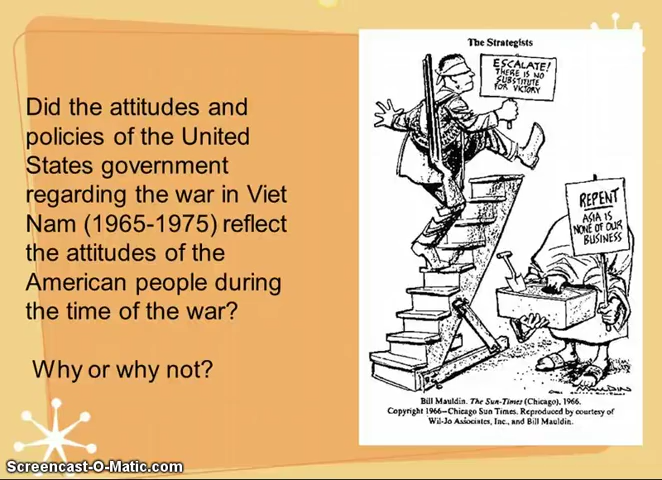 Did the attitudes and
policies of the United
States government
regarding the war in Viet
Nam (1965-1975) reflect
the attitudes of the
American people during
the time of the war?
Why or why not?
The Strategists
ESCALATE!
THERE IS NO
SUBSTITUTE
FOR VICTORY
REPENT
ASIA IS
NONE OF OUR
BUSINESS
MAULDIN
Bill Mauldin. The Sun-Times (Chicago), 1966.
Copyright 1966—Chicago Sun Times. Reproduced by courtesy of
Wil-Jo Associates, Inc., and Bill Mauldin.
Screencast-O-Matic.com